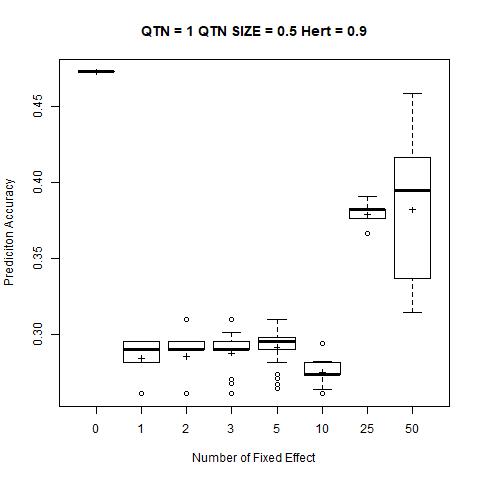 QTN = 1 QTN SIZE = 0.5 Hert = 0.9
Prediciton Accuracy
0.45
0.40
0.35
0.30
0 1 2 3 5 10 25 50
Number of Fixed Effect